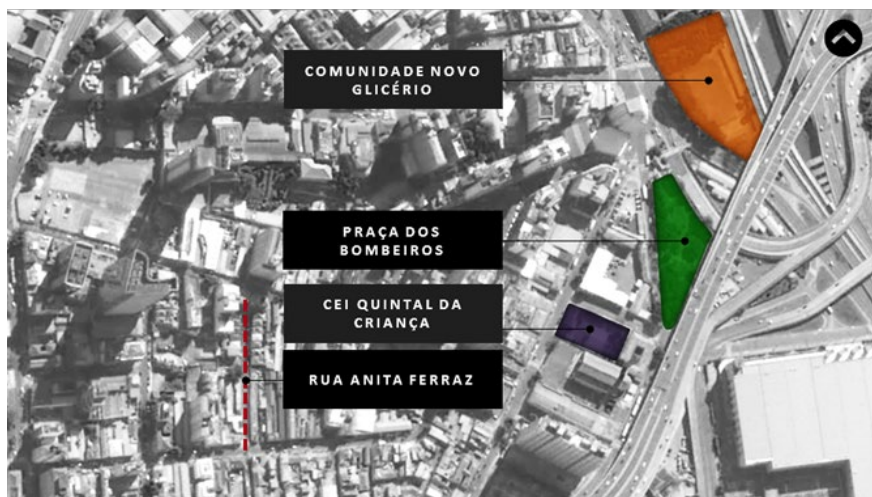 COMUNIDADE NOVO
GLICÉRIO
PRAÇA DOS
BOMBEIROS
CEI QUINTAL DA
CRIANÇA
RUA ANITA FERRAZ